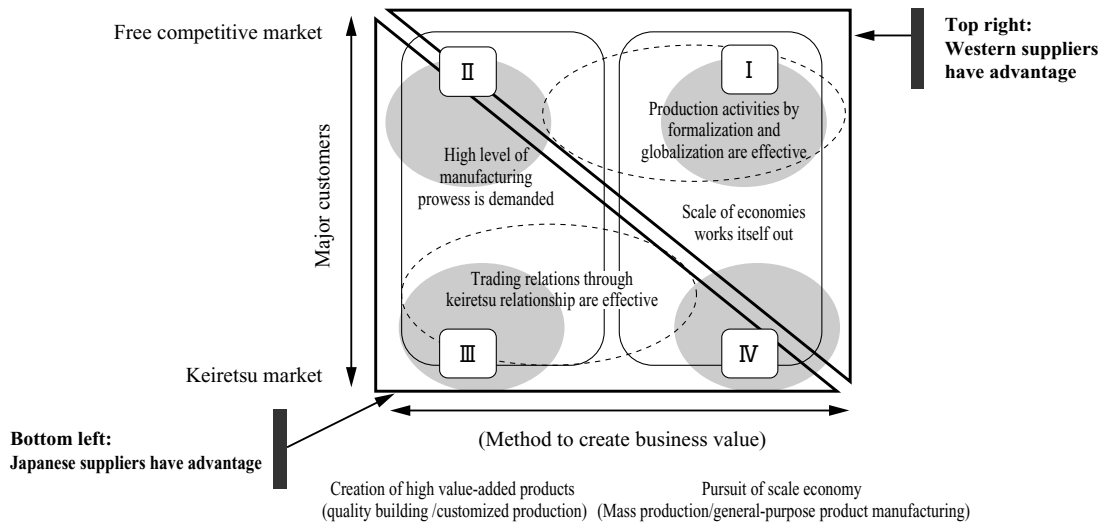 Free competitive market
Top right:
Western suppliers
have advantage
II
I
Production activities by
formalization and
globalization are effective
High level of
manufacturing
prowess is demanded
Major customers
Scale of economies
works itself out
Trading relations through
keiretsu relationship are effective
III
IV
Keiretsu market
Bottom left:
Japanese suppliers have advantage
(Method to create business value)
Creation of high value-added products
(quality building /customized production)
Pursuit of scale economy
(Mass production/general-purpose product manufacturing)